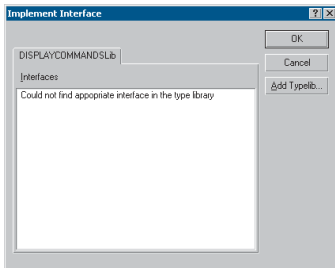 Implement Interface
OK
DISPLAYCOMMANDSLib
Cancel
Interfaces
Add Typelib...
Could not find appopriate interface in the type library